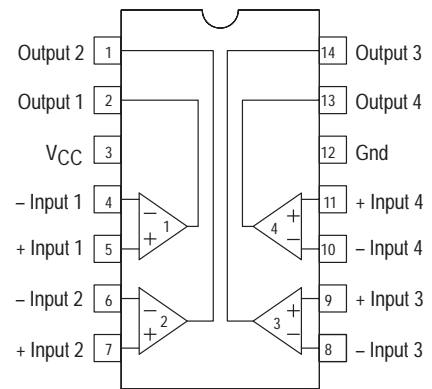 Output 2 1 14 Output 3
Output 1 2 13 Output 4
VCC 3 12 Gnd
– Input 1 4 – 1 + 4 11 + Input 4
+ Input 1 5 + – 10 – Input 4
– Input 2 6 – 2 + 3 9 + Input 3
+ Input 2 7 + – 8 – Input 3